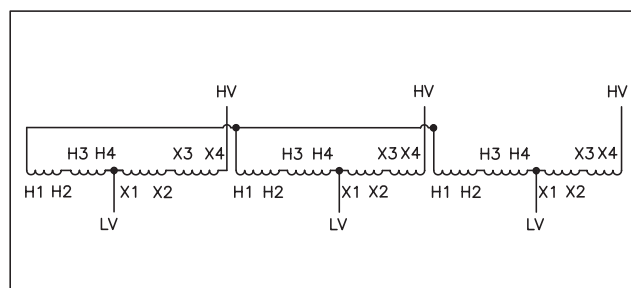 HV HV HV
H3 H4 X3 X4 H3 H4 X3 X4 H3 H4 X3 X4
H1 H2 X1 X2 H1 H2 X1 X2 H1 H2 X1 X2
LV LV LV